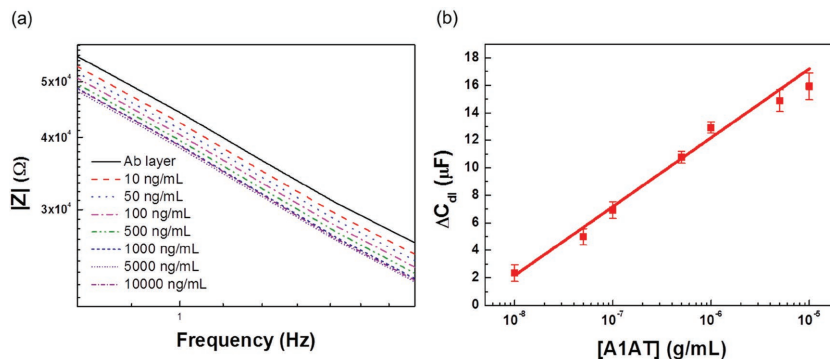 (a)
|Z| (Ω)
5x10⁴
4x10⁴
3x10⁴
Ab layer
10 ng/mL
50 ng/mL
100 ng/mL
500 ng/mL
1000 ng/mL
5000 ng/mL
10000 ng/mL
1
Frequency (Hz)
(b)
ΔC_dl (μF)
18
16
14
12
10
8
6
4
2
0
10⁻⁸
10⁻⁷
10⁻⁶
10⁻⁵
[A1AT] (g/mL)